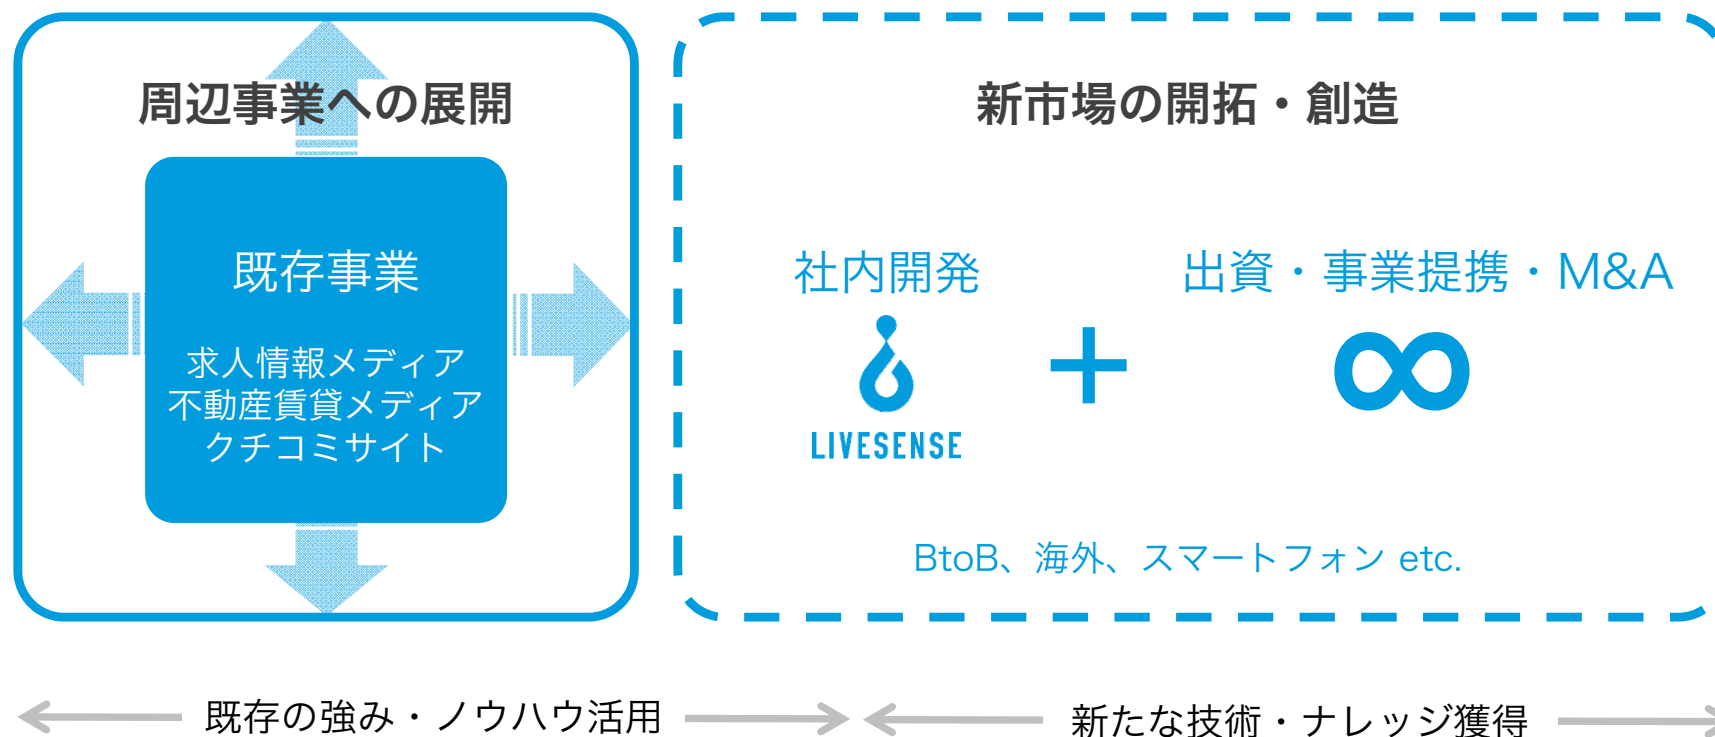 周辺事業への展開
既存事業
求人情報メディア
不動産賃貸メディア
クチコミサイト
新市場の開拓・創造
社内開発
LIVESENSE
+
出資・事業提携・M&A
∞
BtoB、海外、スマートフォン etc.
既存の強み・ノウハウ活用
新たな技術・ナレッジ獲得